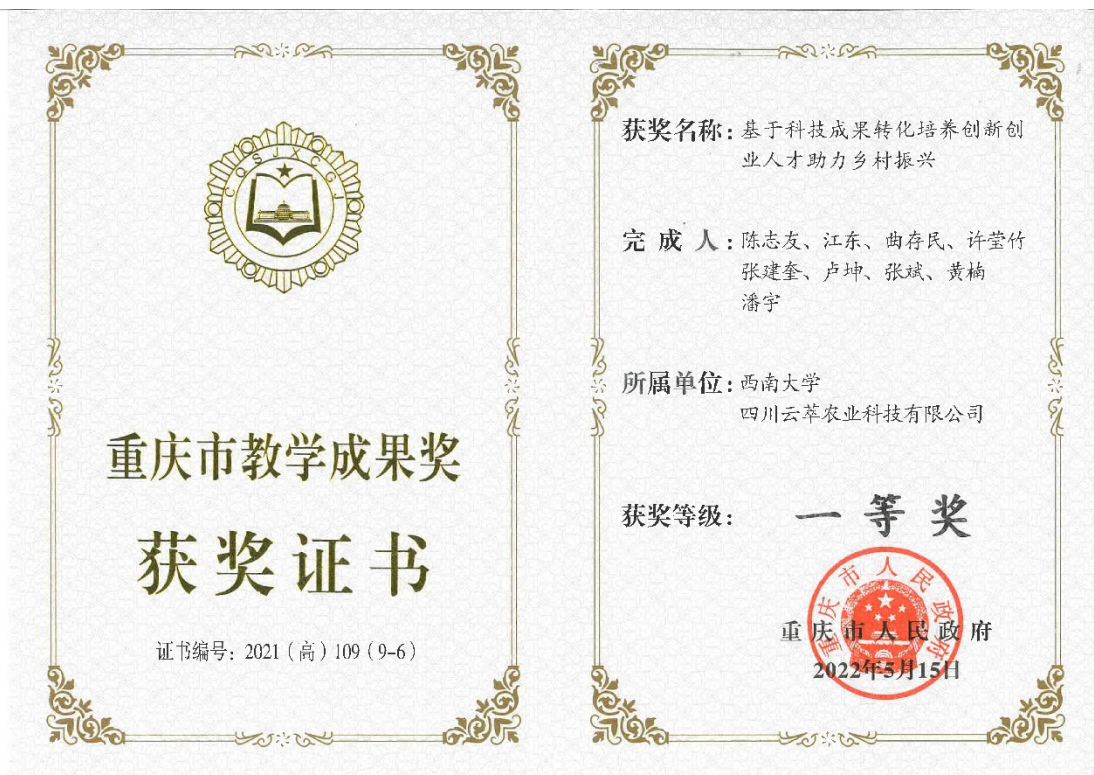 CQSJXCGJ
重庆市教学成果奖
获奖证书
证书编号：2021（高）109（9-6）
获奖名称：基于科技成果转化培养创新创
业人才助力乡村振兴
完成人：陈志友、江东、曲存民、许莹竹
张建奎、卢坤、张斌、黄楠
潘宇
所属单位：西南大学
四川云萃农业科技有限公司
获奖等级：一等奖
重庆市人民政府
重庆市人民政府
2022年5月15日